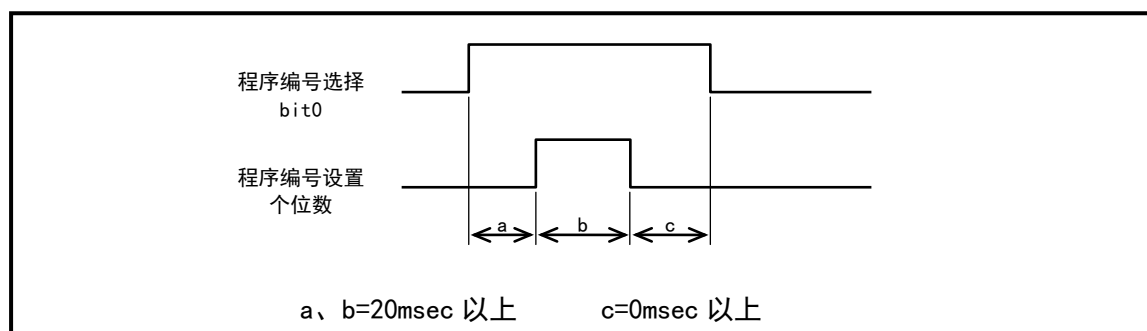 程序编号选择
bit0
程序编号设置
个位数
a
b
c
a、b=20msec 以上 c=0msec 以上